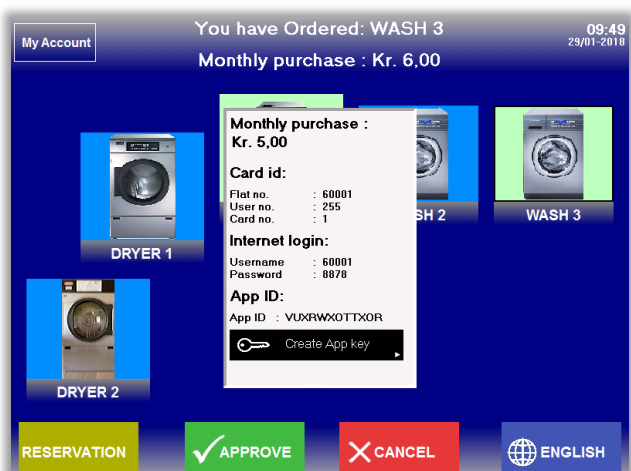 My Account
You have Ordered: WASH 3
09:49
29/01-2018
Monthly purchase : Kr. 6,00
Monthly purchase :
Kr. 5,00
Card id:
Flat no. : 60001
User no. : 255
Card no. : 1
Internet login:
Username : 60001
Password : 8878
App ID:
App ID : VUXRWXOTTXOR
Create App key
DRYER 1
SH 2
WASH 3
DRYER 2
RESERVATION
APPROVE
CANCEL
ENGLISH